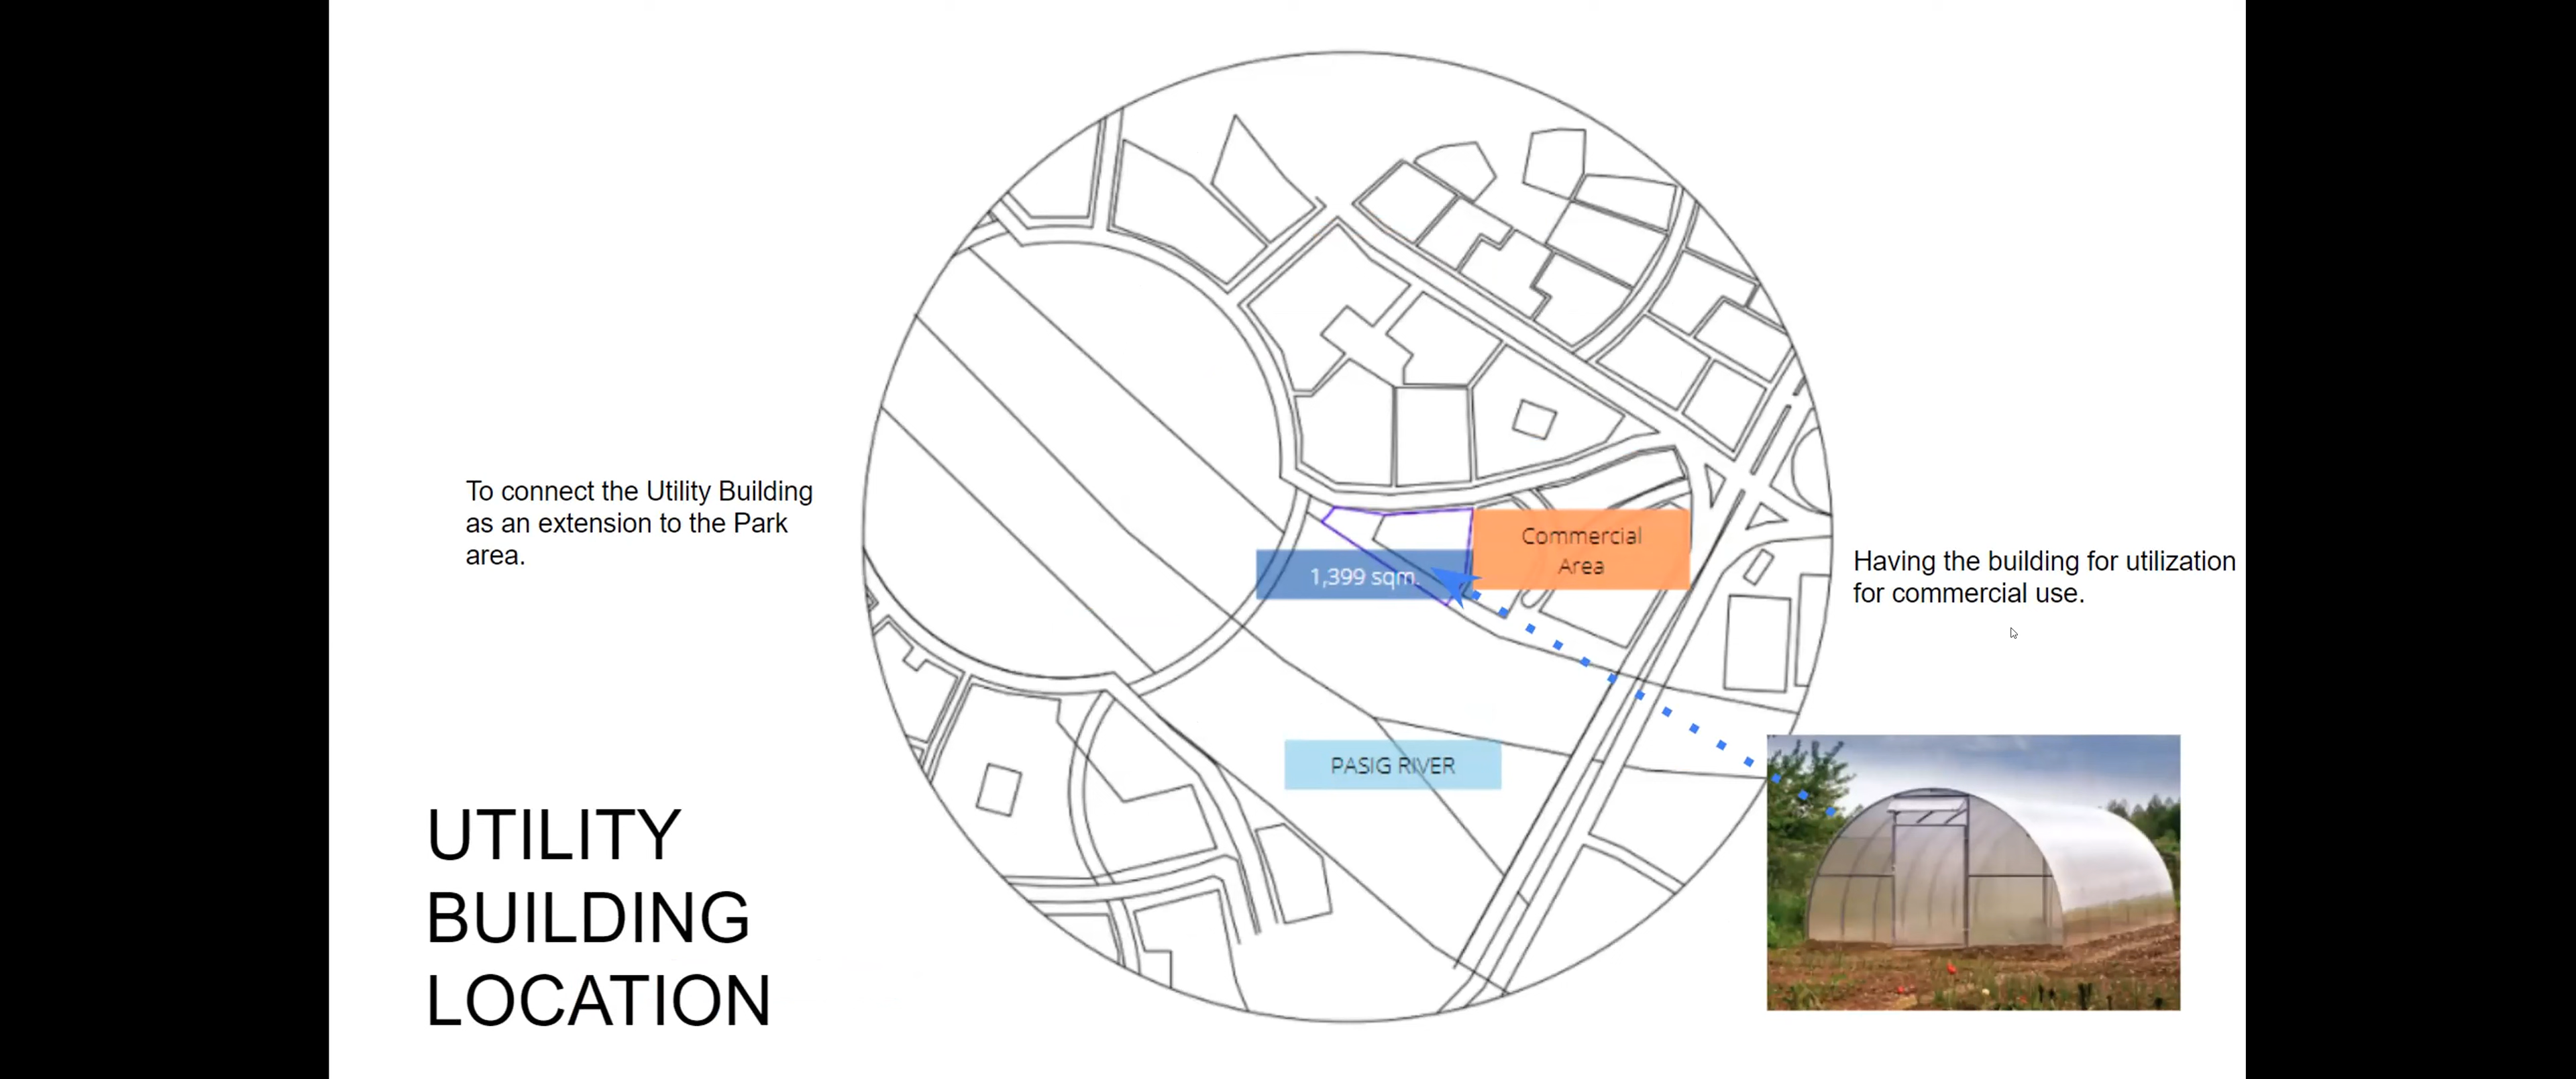 To connect the Utility Building
as an extension to the Park
area.
UTILITY
BUILDING
LOCATION
1,399 sqm.
Commercial
Area
PASIG RIVER
Having the building for utilization
for commercial use.